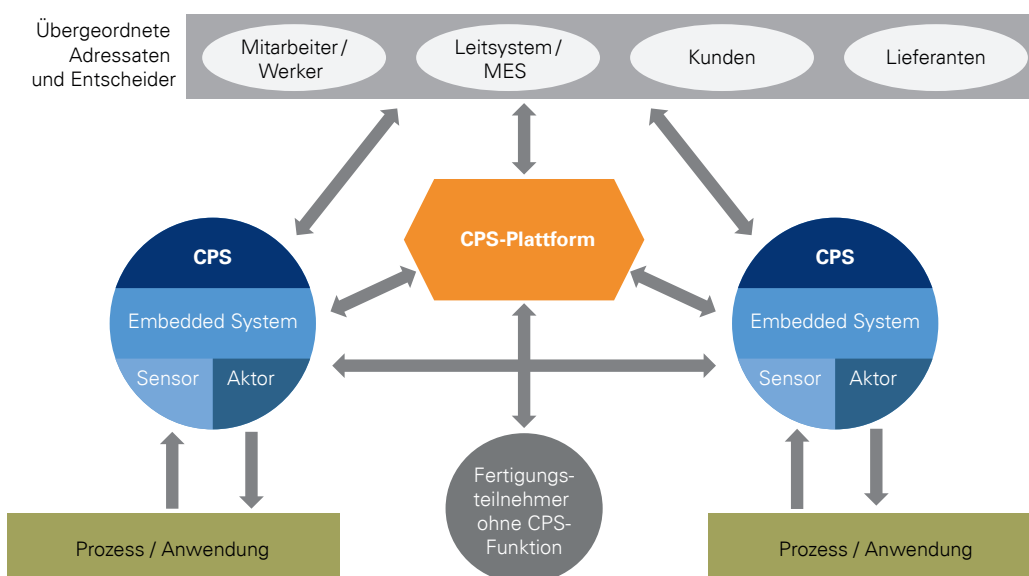 Übergeordnete
Adressaten
und Entscheider
Mitarbeiter /
Werker
Leitsystem /
MES
Kunden
Lieferanten
CPS-Plattform
CPS
Embedded System
Sensor
Aktor
CPS
Embedded System
Sensor
Aktor
Fertigungs-
teilnehmer
ohne CPS-
Funktion
Prozess / Anwendung
Prozess / Anwendung